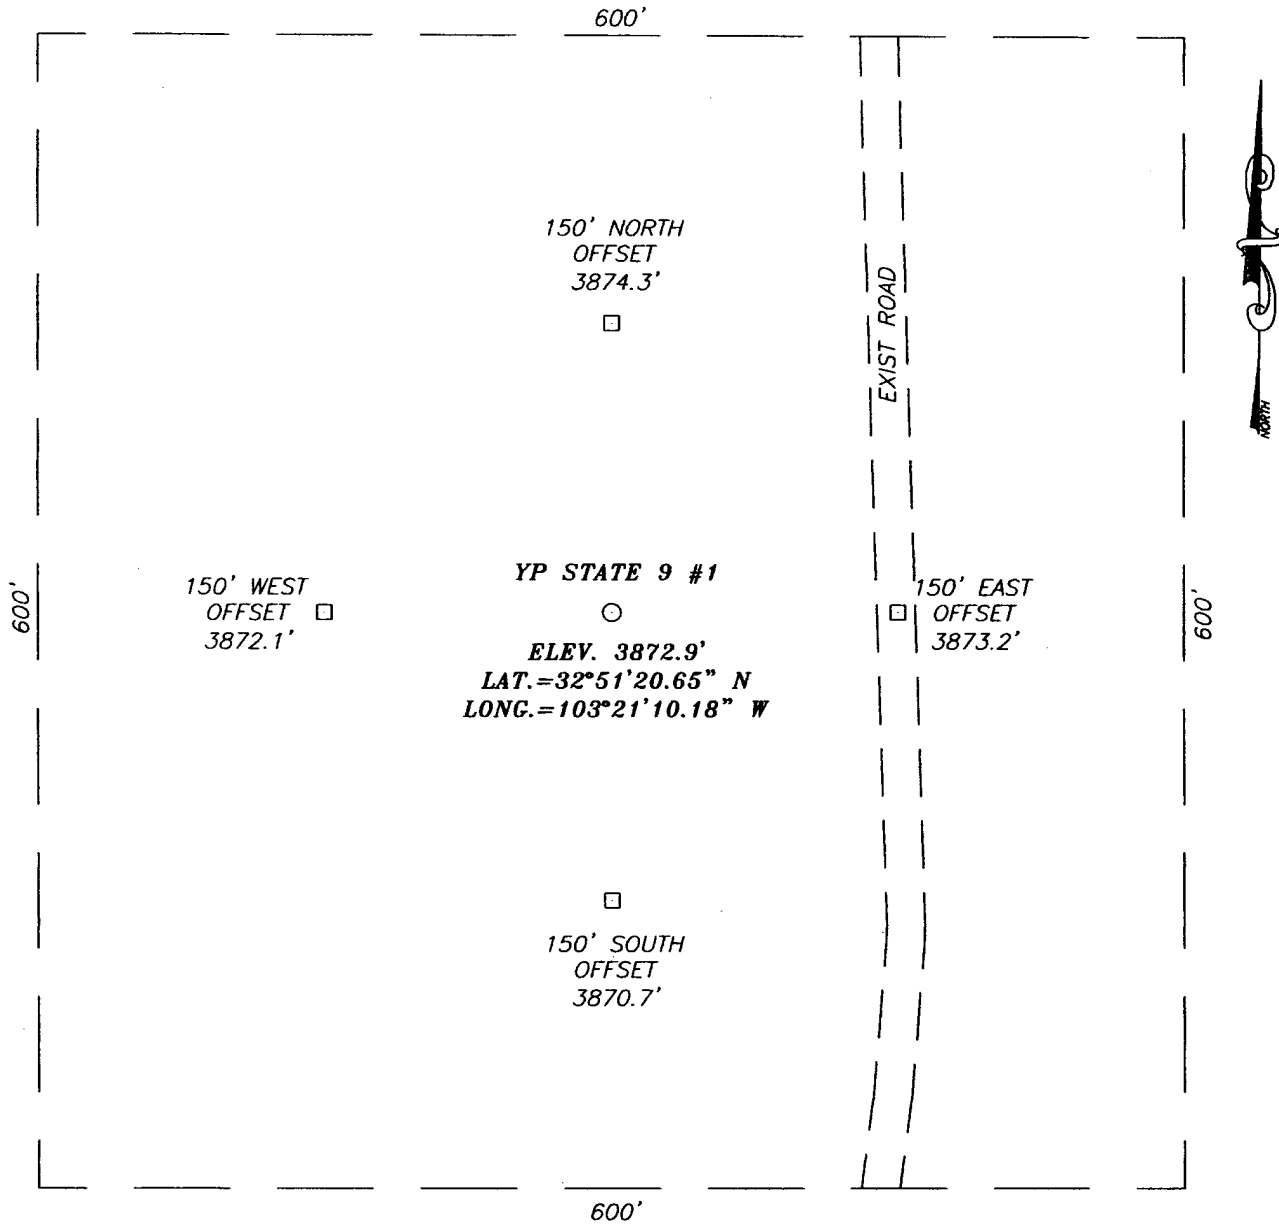 600'
150' NORTH
OFFSET
3874.3'
EXIST ROAD
NORTH
YP STATE 9 #1
150' WEST
OFFSET
3872.1'
150' EAST
OFFSET
3873.2'
600'
600'
ELEV. 3872.9'
LAT.=32°51'20.65" N
LONG.=103°21'10.18" W
150' SOUTH
OFFSET
3870.7'
600'